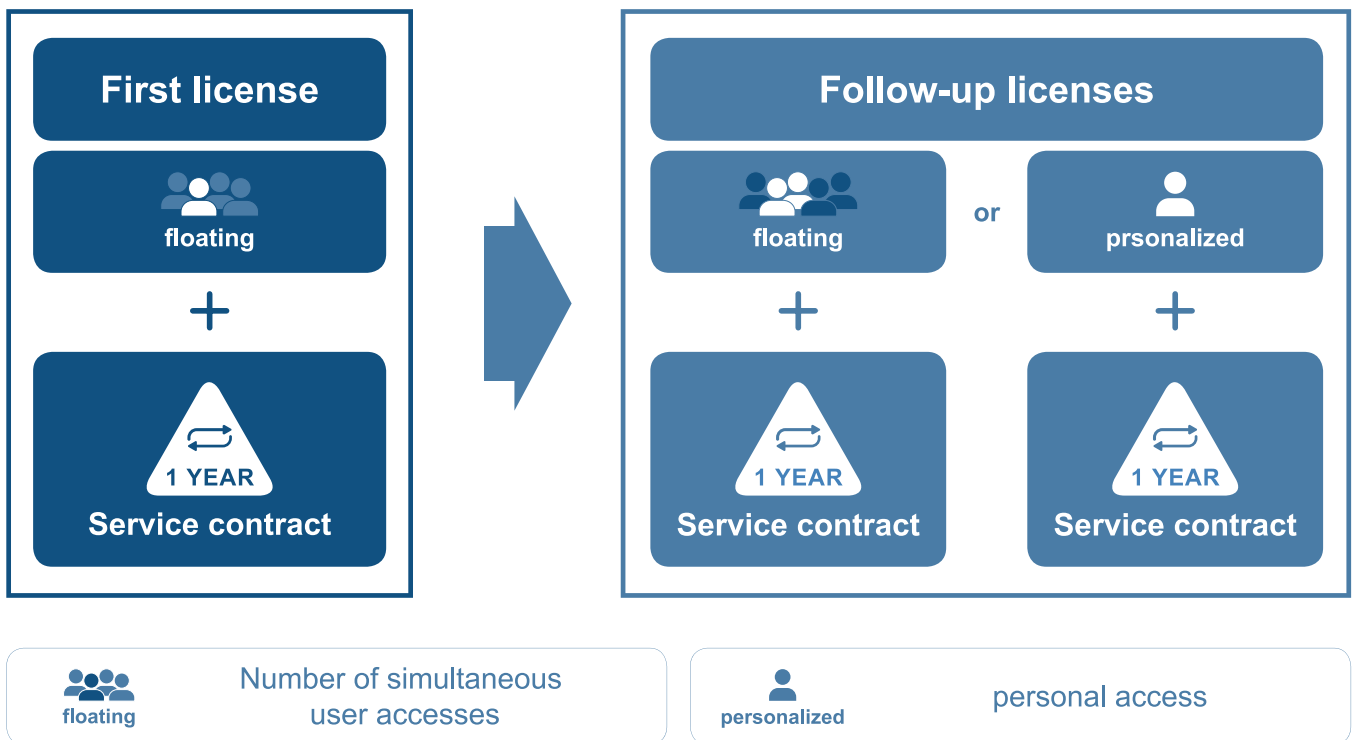 First license
floating
+
1 YEAR
Service contract
Follow-up licenses
floating
or
prsonalized
+
+
1 YEAR
1 YEAR
Service contract
Service contract
floating
Number of simultaneous
user accesses
personalized
personal access